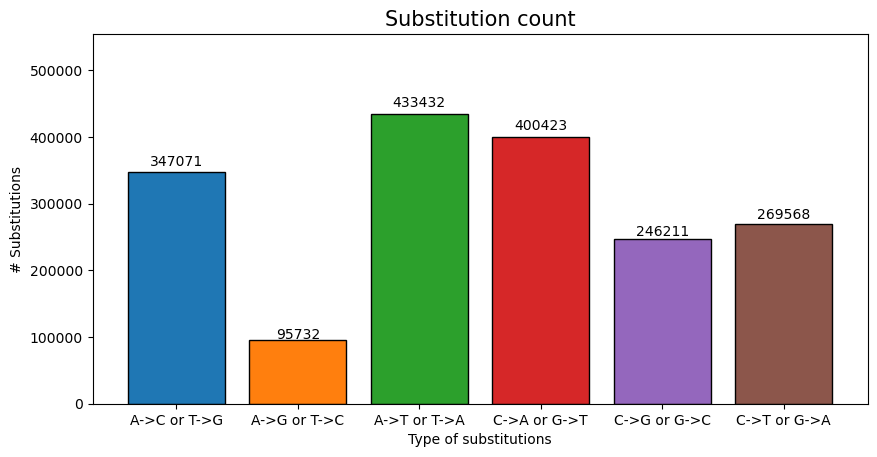 Substitution count
# Substitutions
500000
400000
300000
200000
100000
0
347071
95732
433432
400423
246211
269568
A->C or T->G
A->G or T->C
A->T or T->A
C->A or G->T
C->G or G->C
C->T or G->A
Type of substitutions